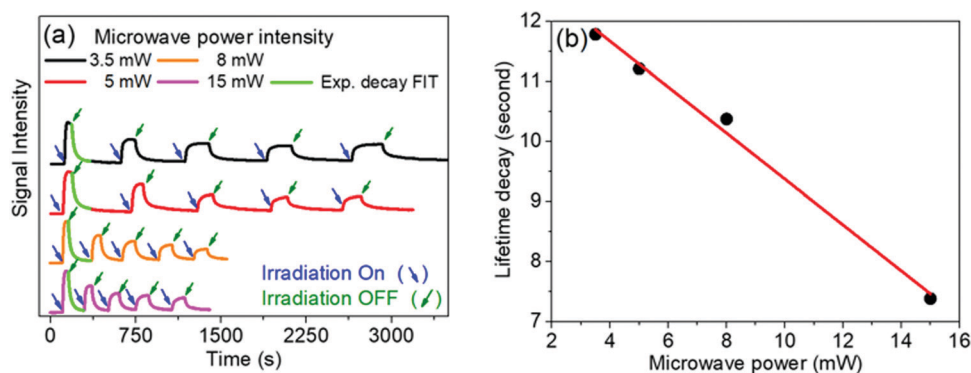 (a)
Microwave power intensity
3.5 mW 8 mW
5 mW 15 mW Exp. decay FIT
Signal Intensity
Irradiation On ( )
Irradiation OFF ( )
0 750 1500 2250 3000
Time (s)
(b)
Lifetime decay (second)
12
11
10
9
8
7
2 4 6 8 10 12 14 16
Microwave power (mW)